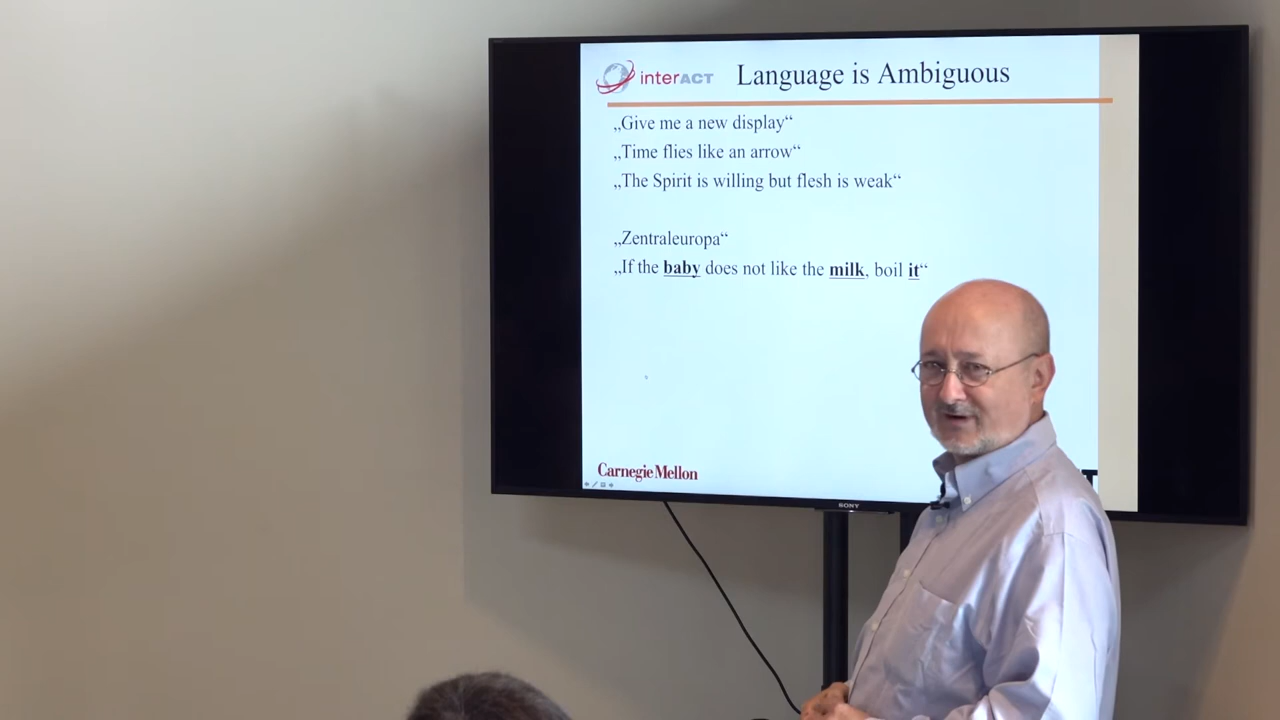 interACT
Language is Ambiguous
„Give me a new display“
„Time flies like an arrow“
„The Spirit is willing but flesh is weak“
„Zentraleuropa“
„If the baby does not like the milk, boil it“
Carnegie Mellon
SONY